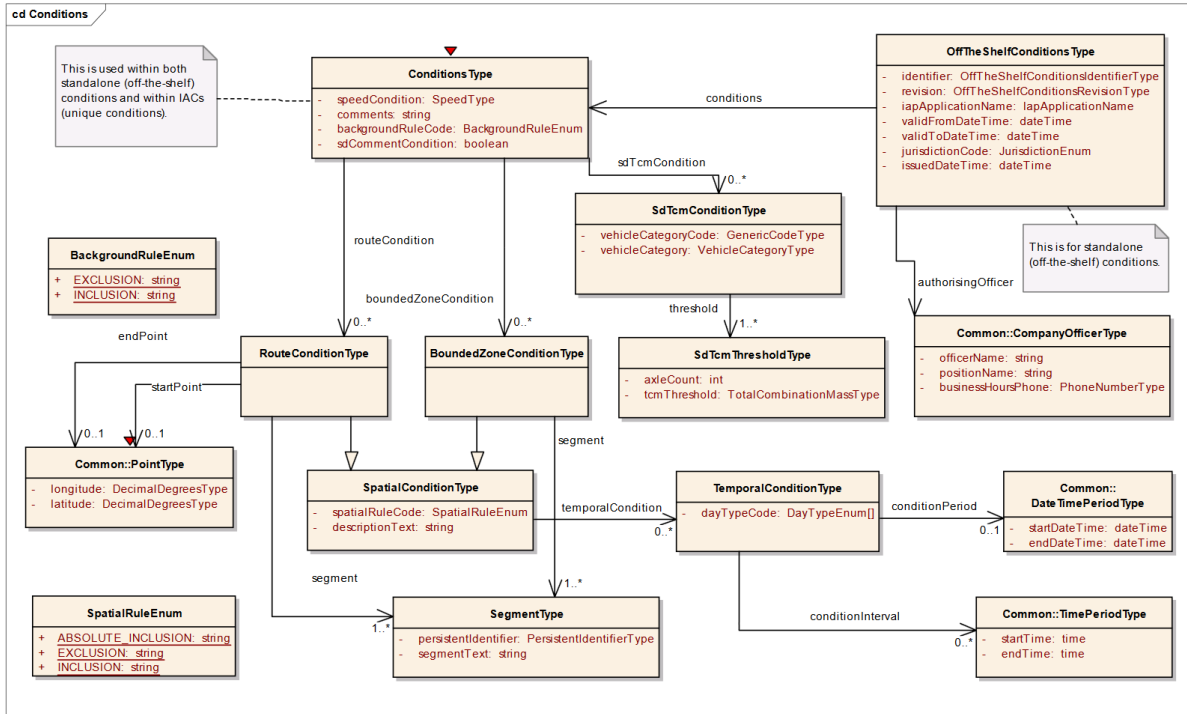 cd Conditions
This is used within both
standalone (off-the-shelf)
conditions and within IACs
(unique conditions).
ConditionsType
- speedCondition: SpeedType
- comments: string
- backgroundRuleCode: BackgroundRuleEnum
- sdCommentCondition: boolean
conditions
OffTheShelfConditionsType
- identifier: OffTheShelfConditionsIdentifierType
- revision: OffTheShelfConditionsRevisionType
- iapApplicationName: IapApplicationName
- validFromDateTime: dateTime
- validToDateTime: dateTime
- jurisdictionCode: JurisdictionEnum
- issuedDateTime: dateTime
sdTcmCondition
0..*
SdTcmConditionType
- vehicleCategoryCode: GenericCodeType
- vehicleCategory: VehicleCategoryType
This is for standalone
(off-the-shelf) conditions.
routeCondition
BackgroundRuleEnum
+ EXCLUSION: string
+ INCLUSION: string
boundedZoneCondition
authorisingOfficer
threshold
0..*
0..*
1..*
endPoint
Common::CompanyOfficerType
- officerName: string
- positionName: string
- businessHoursPhone: PhoneNumberType
RouteConditionType
BoundedZoneConditionType
SdTcmThresholdType
- axleCount: int
- tcmThreshold: TotalCombinationMassType
startPoint
0..1
0..1
segment
Common::PointType
- longitude: DecimalDegreesType
- latitude: DecimalDegreesType
SpatialConditionType
- spatialRuleCode: SpatialRuleEnum
- descriptionText: string
temporalCondition
0..*
TemporalConditionType
- dayTypeCode: DayTypeEnum[]
conditionPeriod
0..1
Common::
DateTimePeriodType
- startDateTime: dateTime
- endDateTime: dateTime
segment
1..*
SpatialRuleEnum
+ ABSOLUTE_INCLUSION: string
+ EXCLUSION: string
+ INCLUSION: string
1..*
SegmentType
- persistentIdentifier: PersistentIdentifierType
- segmentText: string
conditionInterval
0..*
Common::TimePeriodType
- startTime: time
- endTime: time